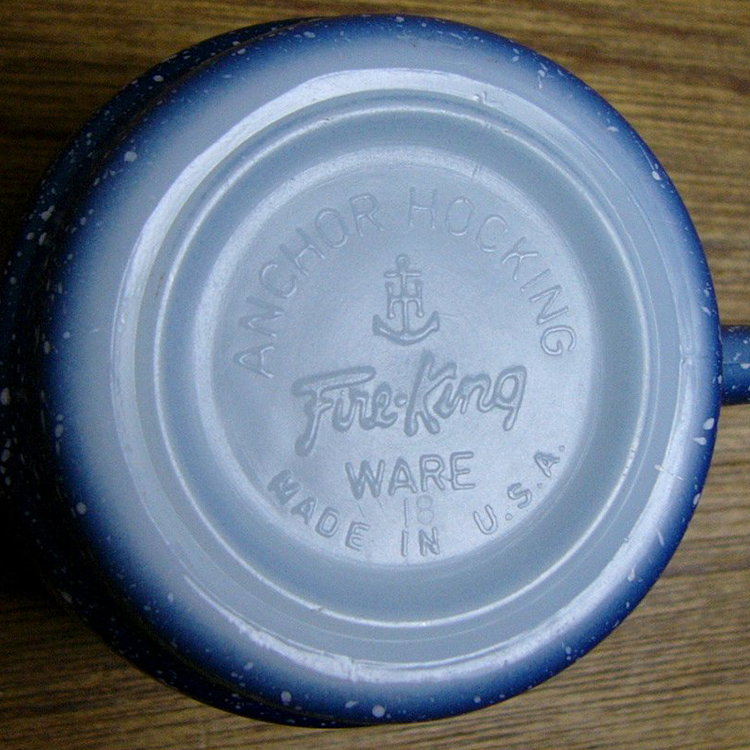 ANCHOR HOCKING
H
Fire-King
WARE
18
MADE IN U.S.A.